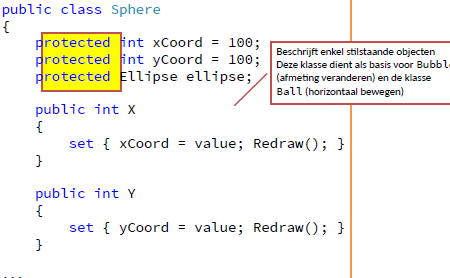 public class Sphere
{
protected int xCoord = 100;
protected int yCoord = 100;
protected Ellipse ellipse;
Beschrijft enkel stilstaande objecten
Deze klasse dient als basis voor Bubbl
(afmeting veranderen) en de klasse
Ball (horizontaal bewegen)
public int X
{
set { xCoord = value; Redraw(); }
}
public int Y
{
set { yCoord = value; Redraw(); }
}
...